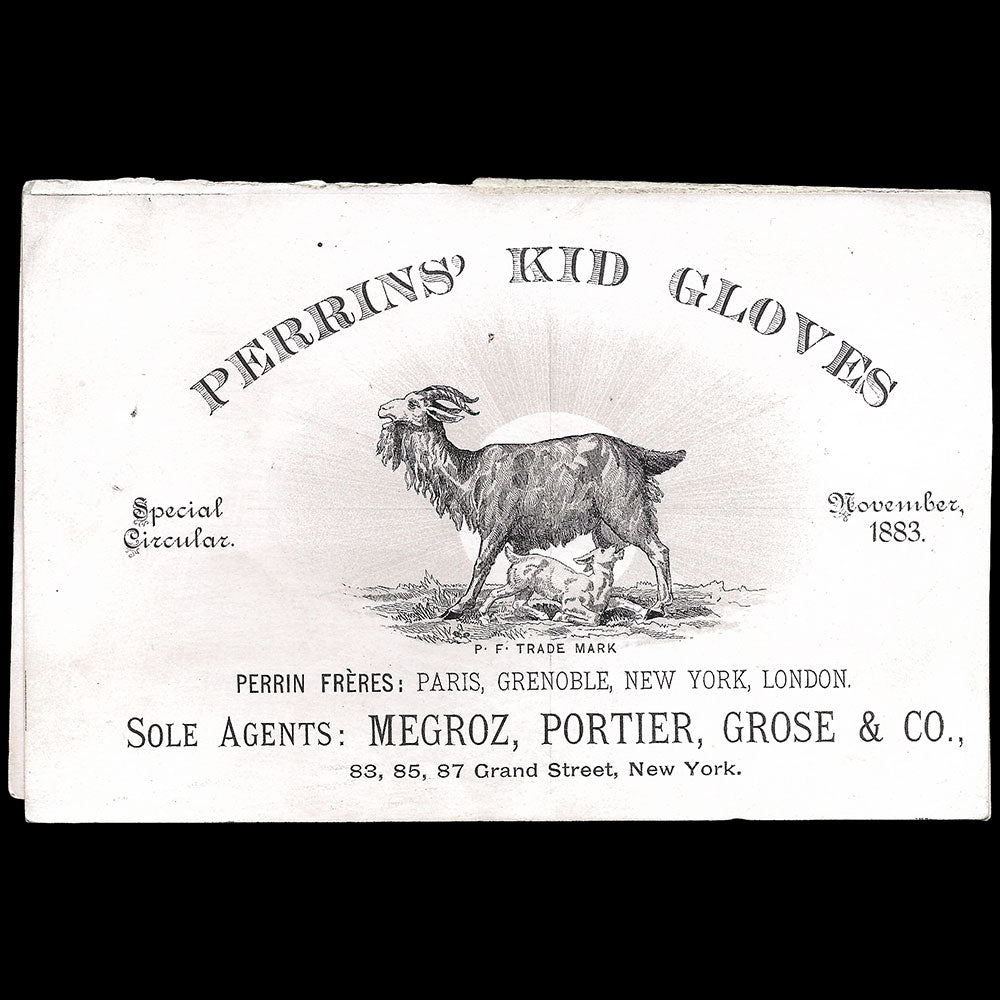 PERRINS' KID GLOVES
Special
Circular.
November,
1883.
P. F. TRADE MARK
PERRIN FRÈRES: PARIS, GRENOBLE, NEW YORK, LONDON.
SOLE AGENTS: MEGROZ, PORTIER, GROSE & CO.,
83, 85, 87 Grand Street, New York.